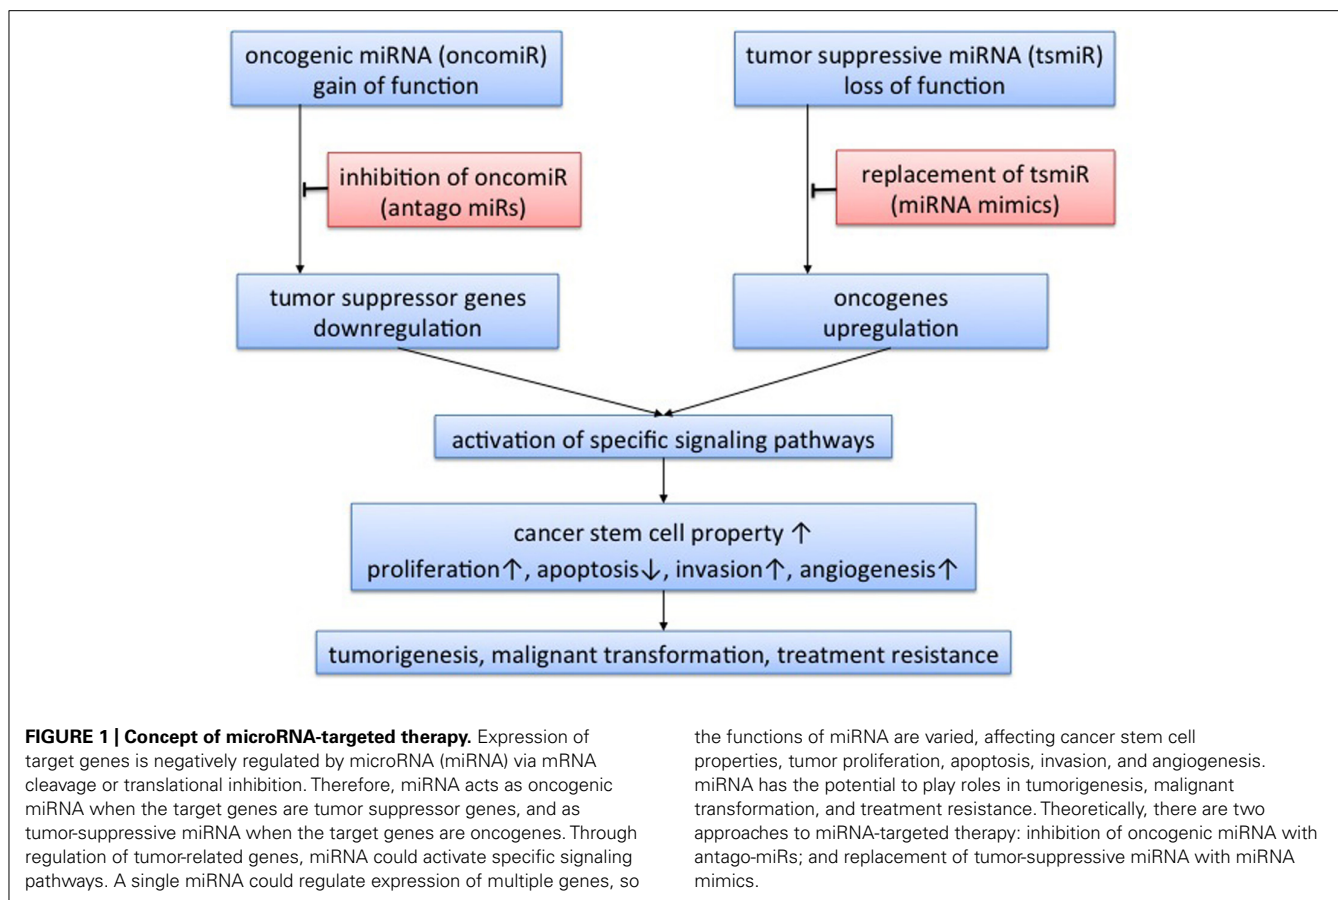 oncogenic miRNA (oncomiR)
gain of function
tumor suppressive miRNA (tsmiR)
loss of function
inhibition of oncomiR
(antago miRs)
replacement of tsmiR
(miRNA mimics)
tumor suppressor genes
downregulation
oncogenes
upregulation
activation of specific signaling pathways
cancer stem cell property ↑
proliferation↑, apoptosis↓, invasion↑, angiogenesis↑
tumorigenesis, malignant transformation, treatment resistance
FIGURE 1 | Concept of microRNA-targeted therapy. Expression of
target genes is negatively regulated by microRNA (miRNA) via mRNA
cleavage or translational inhibition. Therefore, miRNA acts as oncogenic
miRNA when the target genes are tumor suppressor genes, and as
tumor-suppressive miRNA when the target genes are oncogenes. Through
regulation of tumor-related genes, miRNA could activate specific signaling
pathways. A single miRNA could regulate expression of multiple genes, so
the functions of miRNA are varied, affecting cancer stem cell
properties, tumor proliferation, apoptosis, invasion, and angiogenesis.
miRNA has the potential to play roles in tumorigenesis, malignant
transformation, and treatment resistance. Theoretically, there are two
approaches to miRNA-targeted therapy: inhibition of oncogenic miRNA with
antago-miRs; and replacement of tumor-suppressive miRNA with miRNA
mimics.